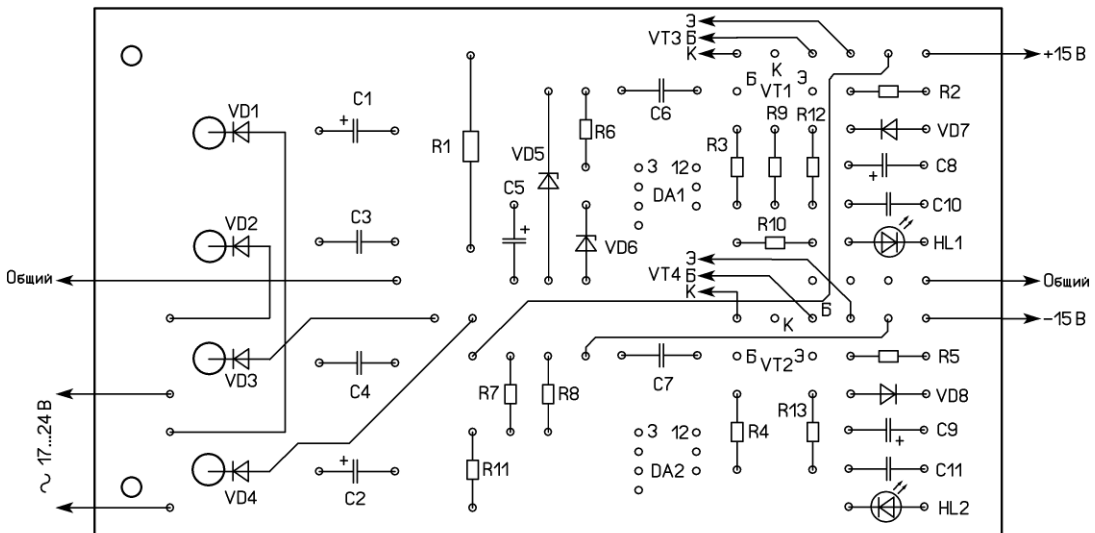 Э
VT3 Б
К
+15 В
VD1
C1
+
R1
VD5
C5
+
R6
C6
К
Б VT1 Э
R2
R3
R9
R12
VD7
3 12
DA1
C8
+
VD2
C3
VD6
R10
C10
HL1
Общий
Э
VT4 Б
К
Общий
Б
К
−15 В
VD3
C4
C7
Б VT2 Э
R5
R7
R8
R4
R13
VD8
~ 17...24 В
3 12
DA2
C9
+
VD4
+
C2
R11
C11
HL2